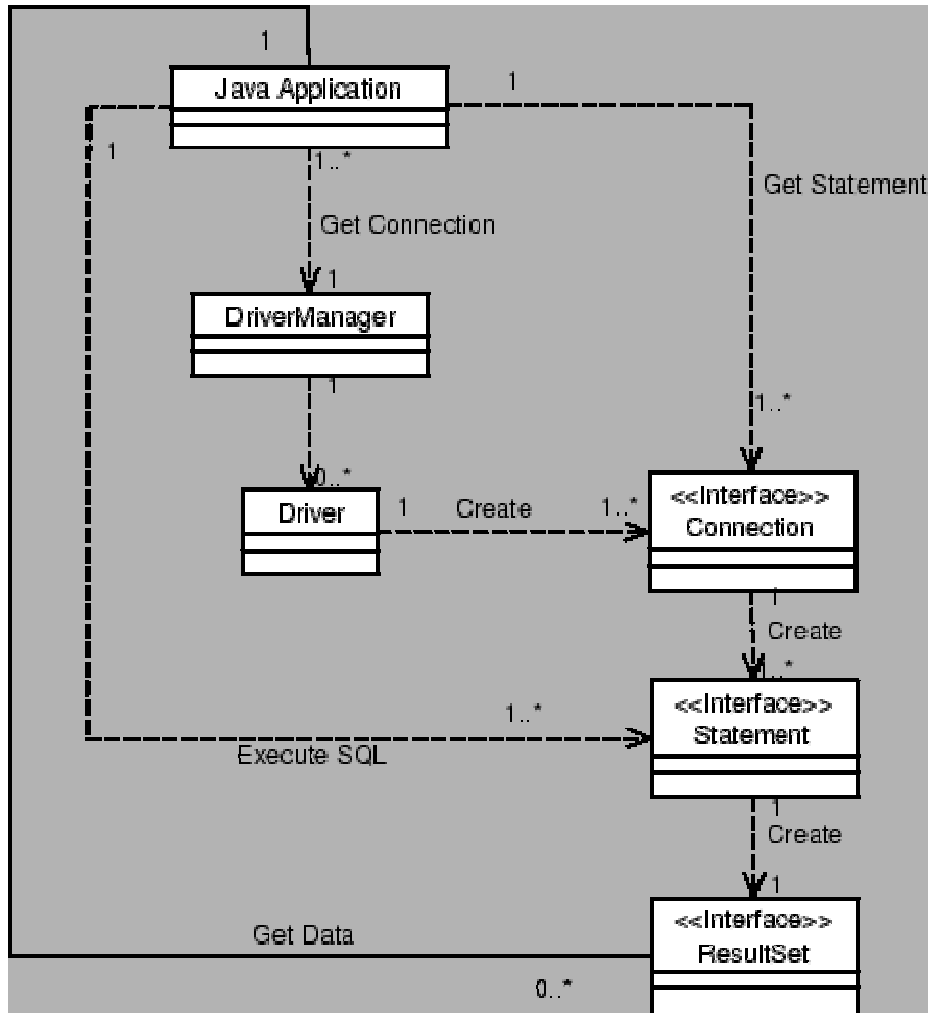 1
Java Application
1
1
1..*
Get Statement
Get Connection
1
DriverManager
1
1..*
0..*
Driver
1
Create
1..*
<<Interface>>
Connection
1
Create
1..*
<<Interface>>
Statement
1..*
Execute SQL
1
Create
1
<<Interface>>
ResultSet
Get Data
0..*